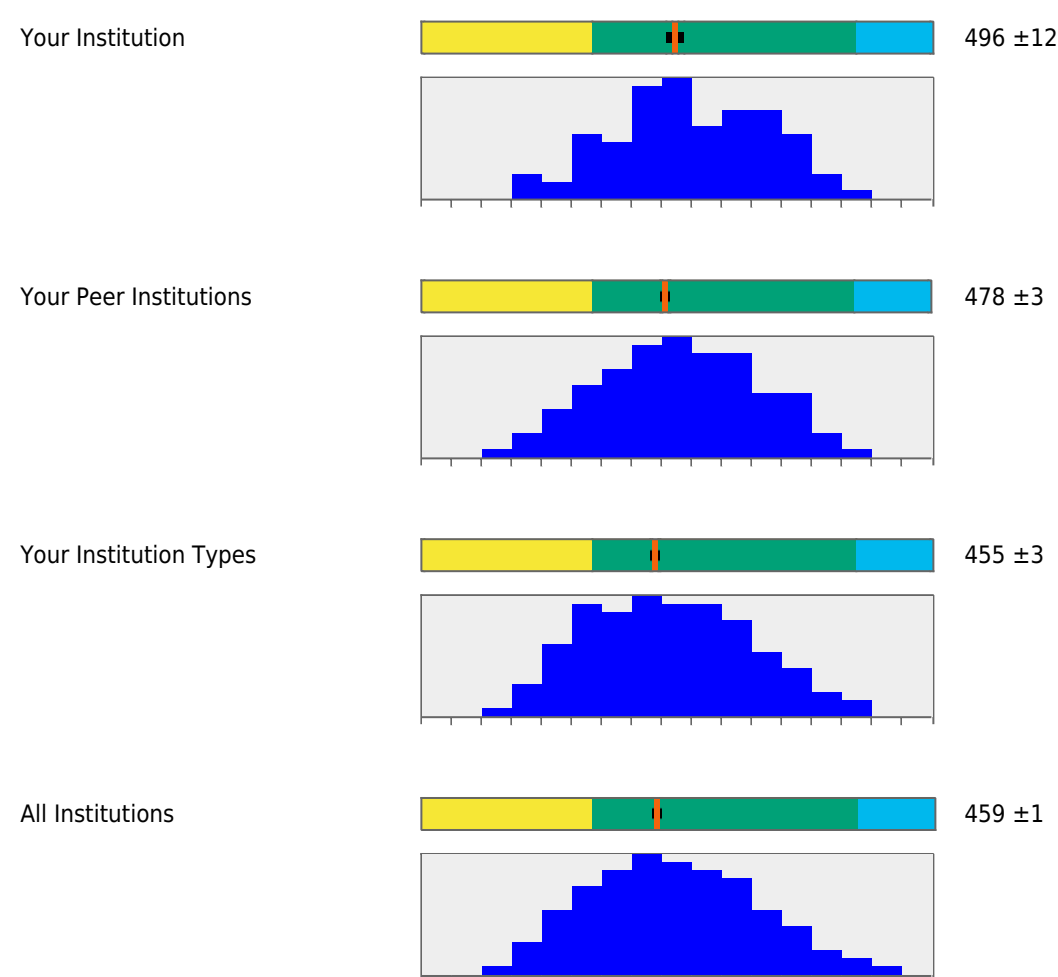 Your Institution 496 ±12
Your Peer Institutions 478 ±3
Your Institution Types 455 ±3
All Institutions 459 ±1